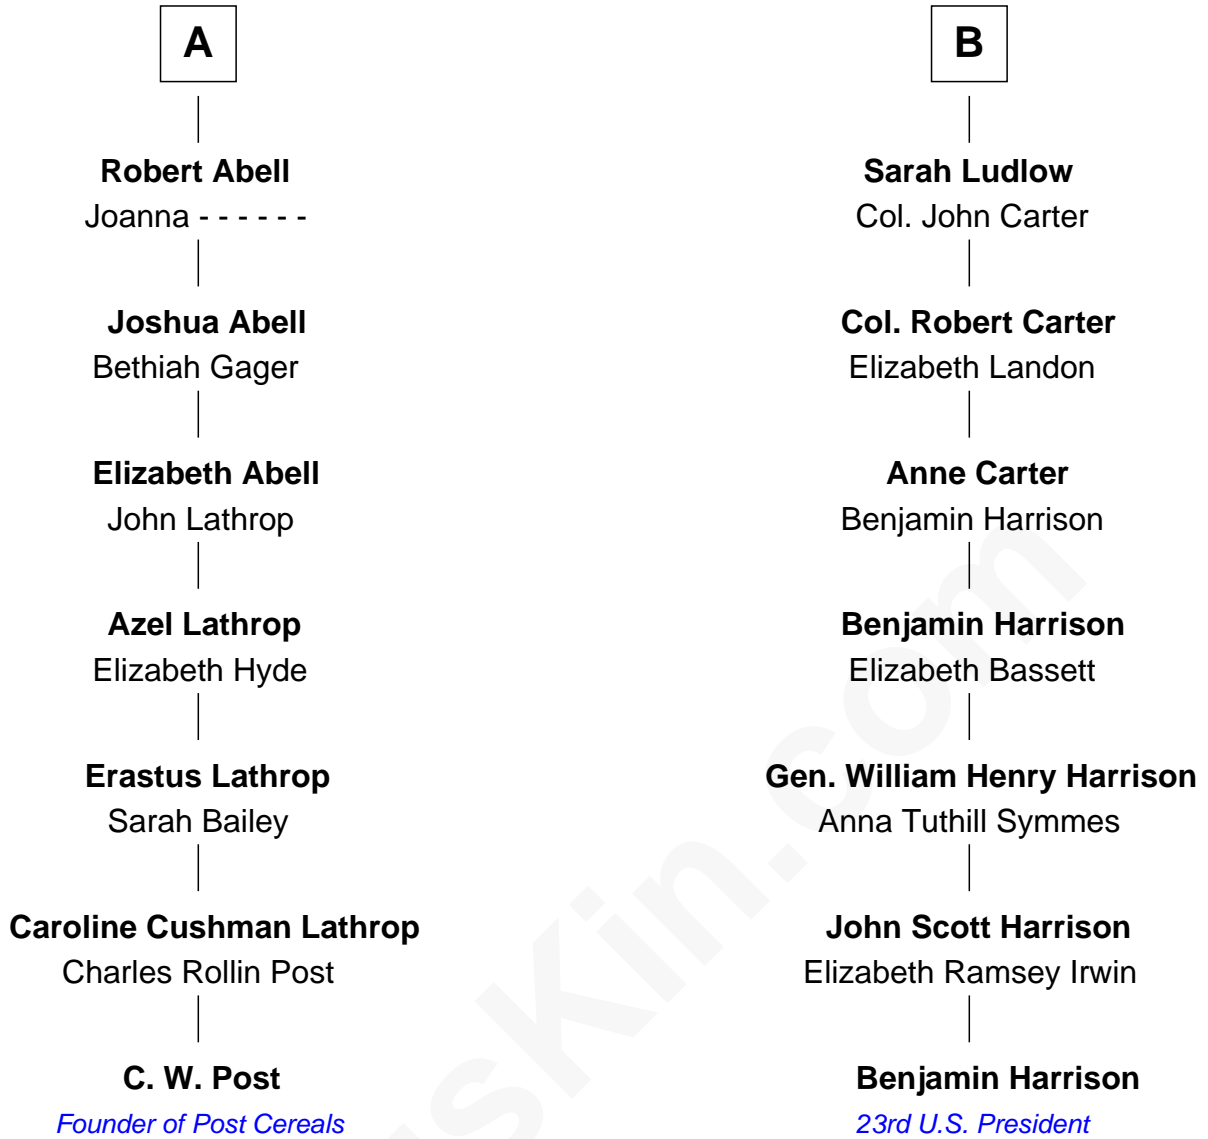 A
Robert Abell
Joanna - - - - - -
Joshua Abell
Bethiah Gager
Elizabeth Abell
John Lathrop
Azel Lathrop
Elizabeth Hyde
Erastus Lathrop
Sarah Bailey
Caroline Cushman Lathrop
Charles Rollin Post
C. W. Post
Founder of Post Cereals
B
Sarah Ludlow
Col. John Carter
Col. Robert Carter
Elizabeth Landon
Anne Carter
Benjamin Harrison
Benjamin Harrison
Elizabeth Bassett
Gen. William Henry Harrison
Anna Tuthill Symmes
John Scott Harrison
Elizabeth Ramsey Irwin
Benjamin Harrison
23rd U.S. President
sKin.com